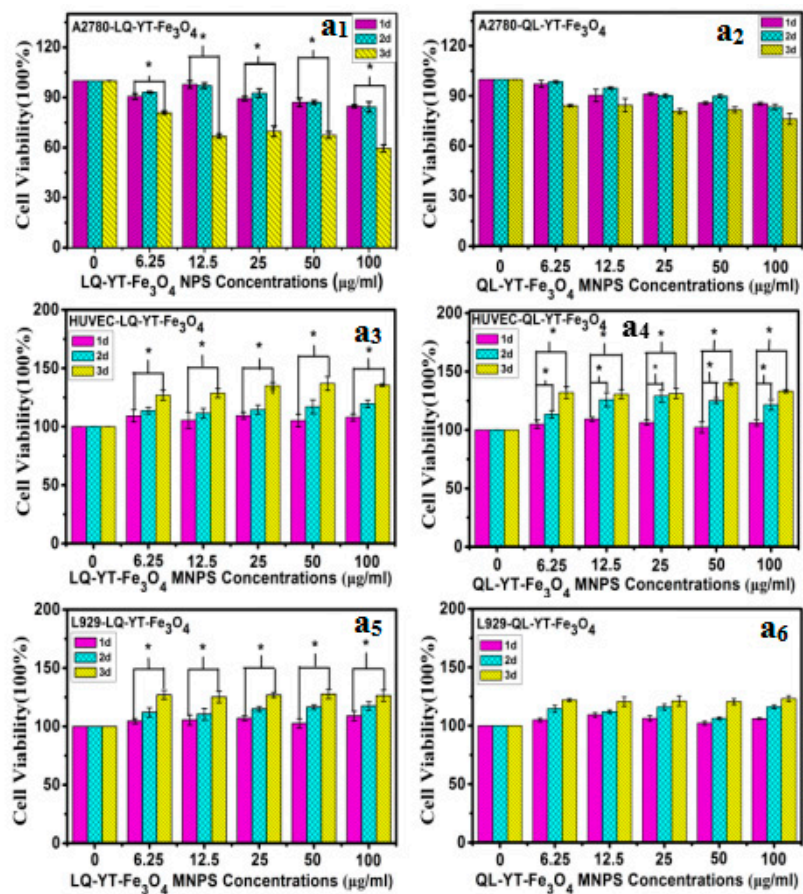 A2780-LQ-YT-Fe3O4
a1
1d
2d
3d
Cell Viability(100%)
120
90
60
30
0
* * * * *
0 6.25 12.5 25 50 100
LQ-YT-Fe3O4 NPS Concentrations (μg/ml)
A2780-QL-YT-Fe3O4
a2
1d
2d
3d
Cell Viability(100%)
120
90
60
30
0
0 6.25 12.5 25 50 100
QL-YT-Fe3O4 MNPS Concentrations (μg/ml)
HUVEC-LQ-YT-Fe3O4
a3
1d
2d
3d
Cell Viability(100%)
200
150
100
50
0
* * * * *
0 6.25 12.5 25 50 100
LQ-YT-Fe3O4 MNPS Concentrations (μg/ml)
HUVEC-QL-YT-Fe3O4
a4
1d
2d
3d
Cell Viability(100%)
200
150
100
50
0
* * * * *
* * * * *
0 6.25 12.5 25 50 100
QL-YT-Fe3O4 MNPS Concentrations (μg/ml)
L929-LQ-YT-Fe3O4
a5
1d
2d
3d
Cell Viability(100%)
200
150
100
50
0
* * * * *
0 6.25 12.5 25 50 100
LQ-YT-Fe3O4 MNPS Concentrations (μg/ml)
L929-QL-YT-Fe3O4
a6
1d
2d
3d
Cell Viability(100%)
200
150
100
50
0
0 6.25 12.5 25 50 100
QL-YT-Fe3O4 MNPS Concentrations (μg/ml)